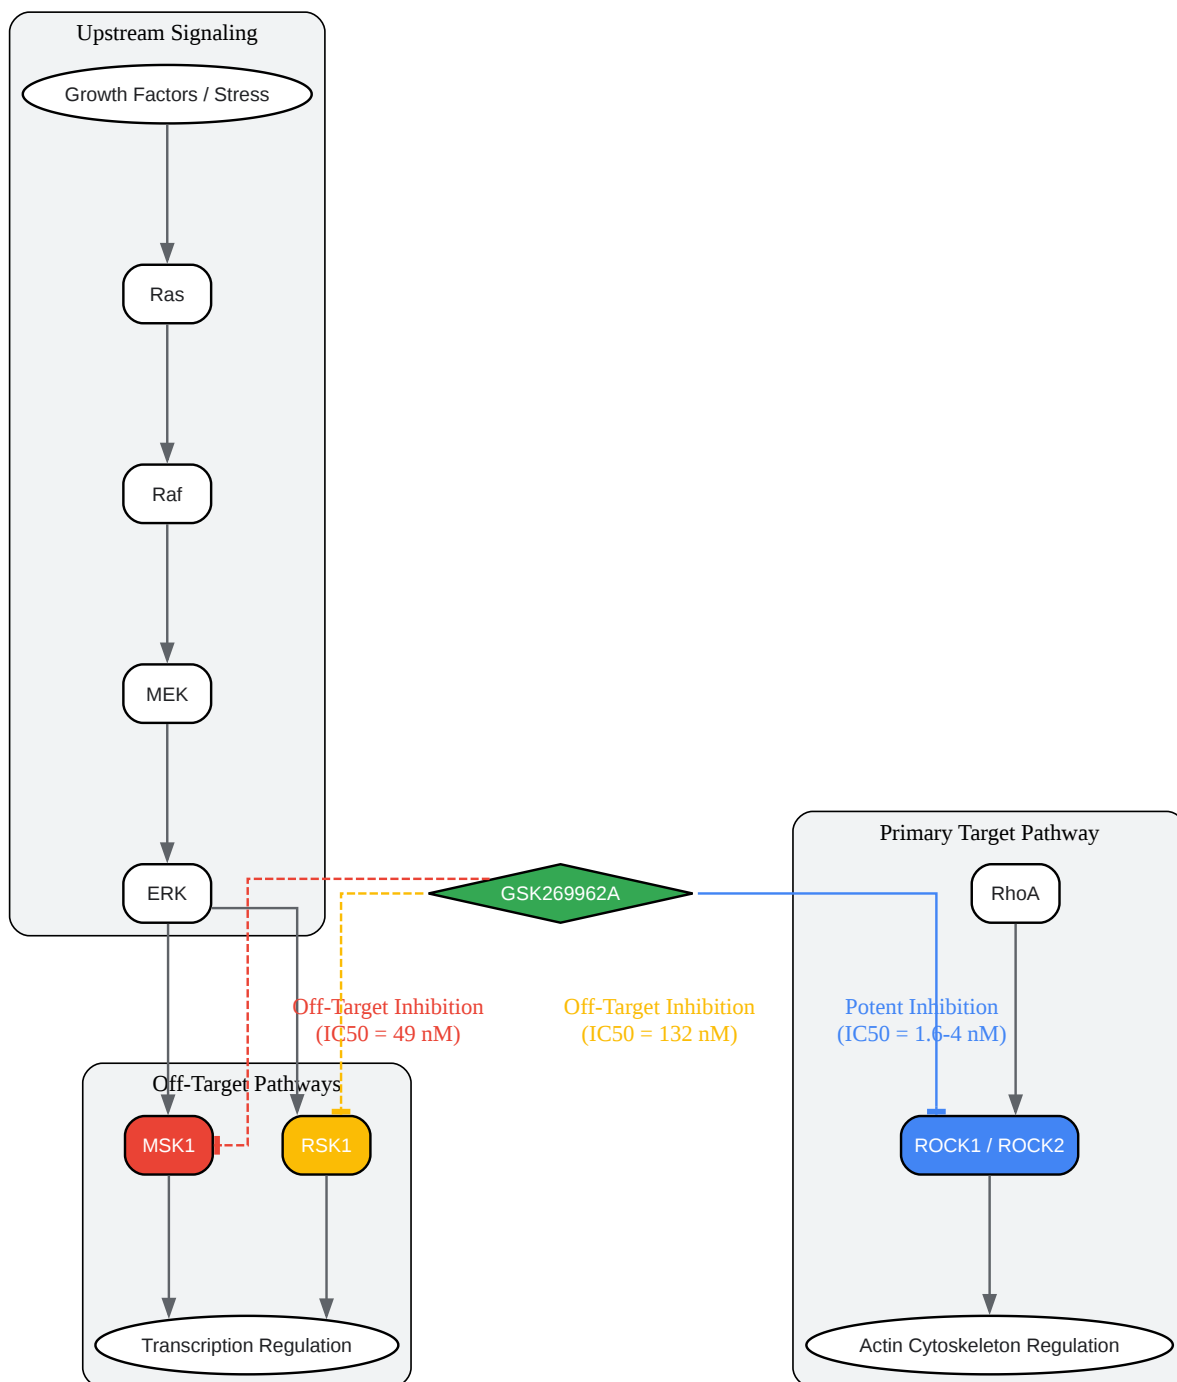 Upstream Signaling
Growth Factors / Stress
Ras
Raf
MEK
ERK
GSK269962A
Primary Target Pathway
RhoA
Off-Target Inhibition
(IC50 = 49 nM)
Off-Target Inhibition
(IC50 = 132 nM)
Potent Inhibition
(IC50 = 1.6-4 nM)
Off-Target Pathways
MSK1
RSK1
ROCK1 / ROCK2
Transcription Regulation
Actin Cytoskeleton Regulation